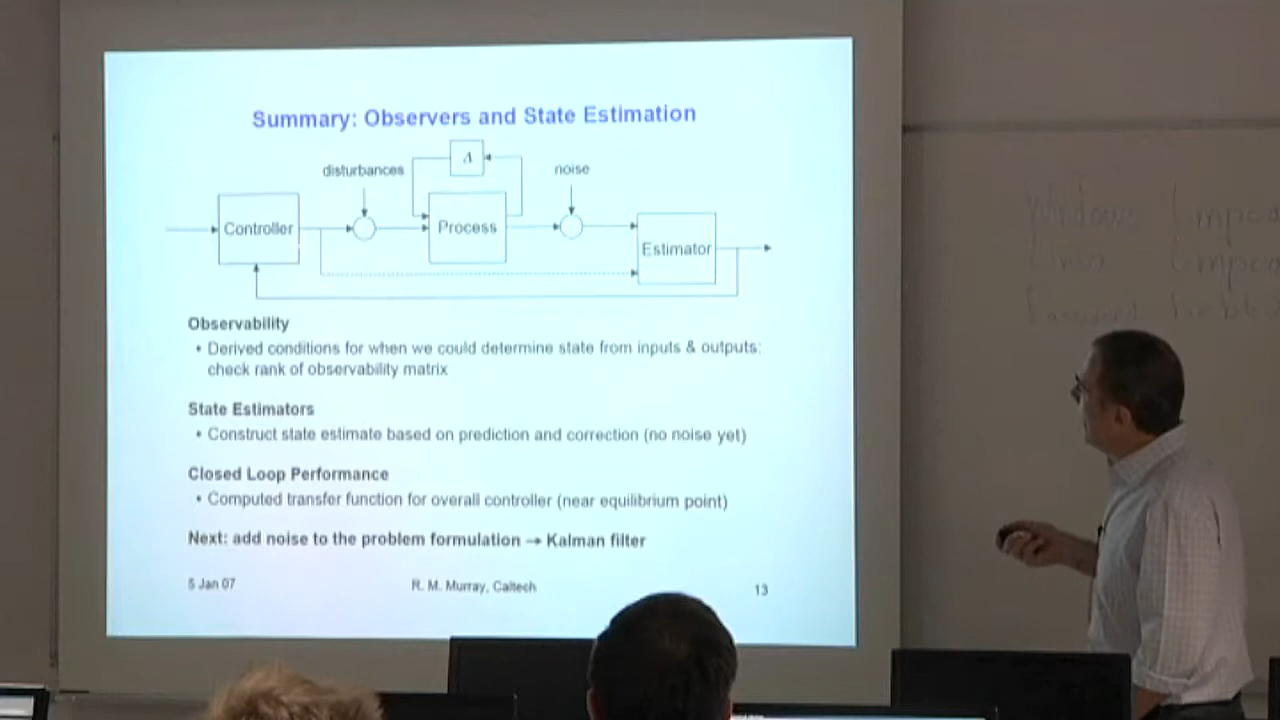 Summary: Observers and State Estimation
Λ
disturbances
noise
Controller
Process
Estimator
Observability
• Derived conditions for when we could determine state from inputs & outputs;
check rank of observability matrix
State Estimators
• Construct state estimate based on prediction and correction (no noise yet)
Closed Loop Performance
• Computed transfer function for overall controller (near equilibrium point)
Next: add noise to the problem formulation → Kalman filter
5 Jan 07
R. M. Murray, Caltech
13
Windows